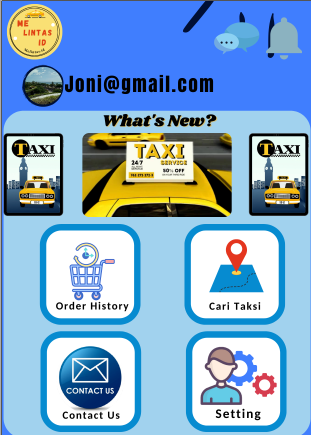 ME
LINTAS
ID
Joni@gmail.com
What's New?
TAXI
TAXI
SERVICE
24/7
50% OFF
TAXI
Order History
Cari Taksi
CONTACT US
Contact Us
Setting